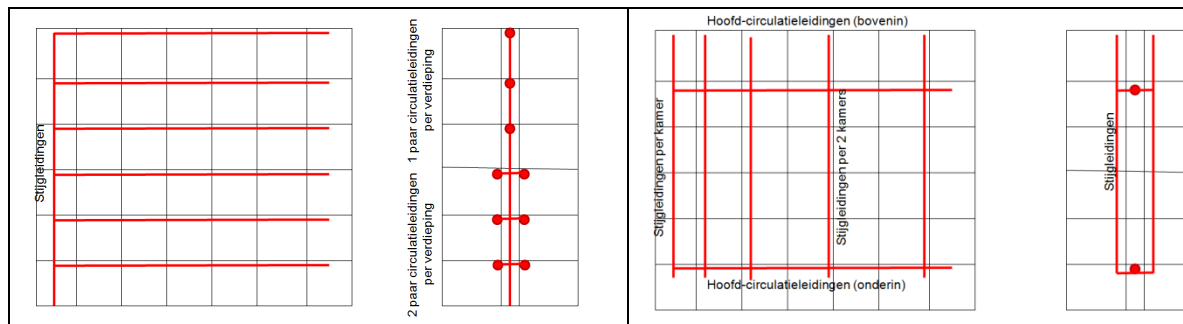 Stijgleidingen
1 paar circulatieleidingen
per verdieping
2 paar circulatieleidingen
per verdieping
Hoofd-circulatieleidingen (bovenin)
Stijgleidingen per kamer
Stijgleidingen per 2 kamers
Hoofd-circulatieleidingen (onderin)
Stijgleidingen